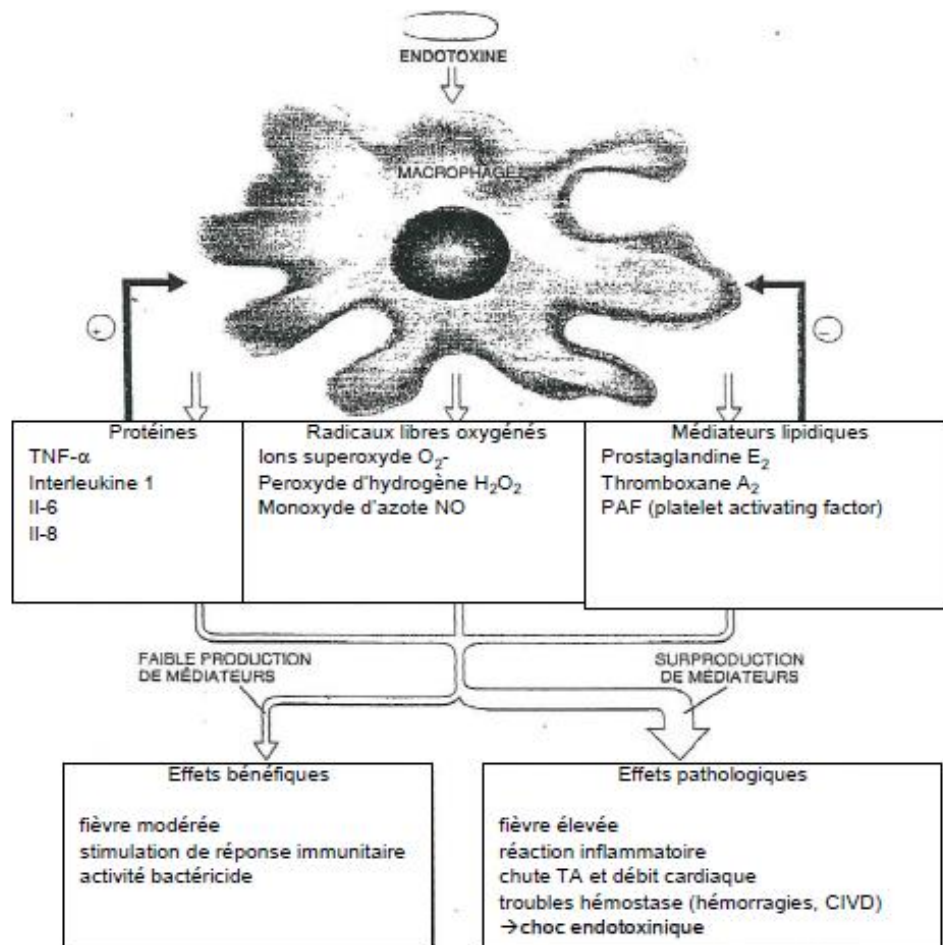 ENDOTOXINE
MACROPHAGE
+
−
Protéines
TNF-α
Interleukine 1
Il-6
Il-8
Radicaux libres oxygénés
Ions superoxyde O₂-
Peroxyde d'hydrogène H₂O₂
Monoxyde d'azote NO
Médiateurs lipidiques
Prostaglandine E₂
Thromboxane A₂
PAF (platelet activating factor)
FAIBLE PRODUCTION
DE MÉDIATEURS
SURPRODUCTION
DE MÉDIATEURS
Effets bénéfiques
fièvre modérée
stimulation de réponse immunitaire
activité bactéricide
Effets pathologiques
fièvre élevée
réaction inflammatoire
chute TA et débit cardiaque
troubles hémostase (hémorragies, CIVD)
→choc endotoxinique